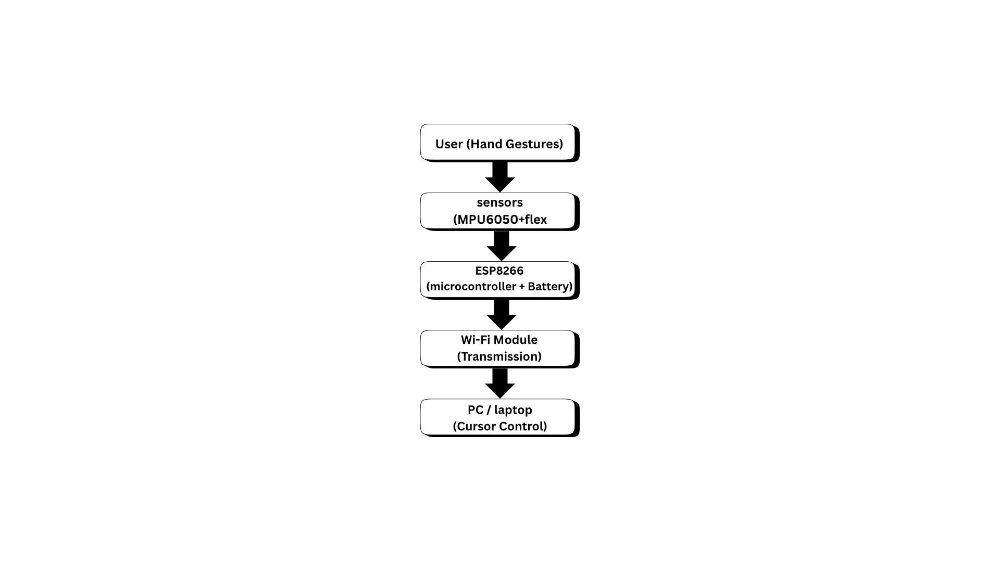 User (Hand Gestures)
sensors
(MPU6050+flex
ESP8266
(microcontroller + Battery)
Wi-Fi Module
(Transmission)
PC / laptop
(Cursor Control)